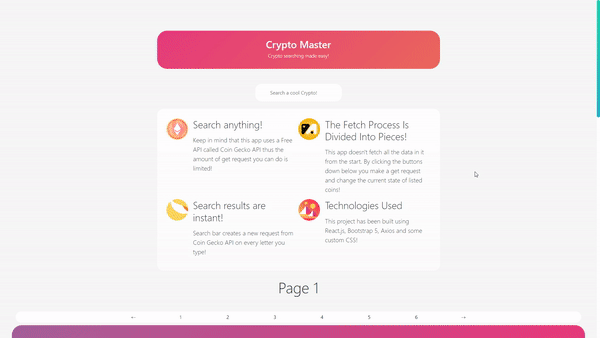 Crypto Master
Crypto searching made easy!
Search a cool Crypto!
Search anything!
Keep in mind that this app uses a Free
API called Coin Gecko API thus the
amount of get request you can do is
limited!
The Fetch Process Is
Divided Into Pieces!
This app doesn't fetch all the data in it
from the start. By clicking the buttons
down below you make a get request
and change the current state of listed
coins!
Search results are
instant!
Search bar creates a new request from
Coin Gecko API on every letter you
type!
Technologies Used
This project has been built using
React.js, Bootstrap 5, Axios and some
custom CSS!
Page 1
← 1 2 3 4 5 6 →